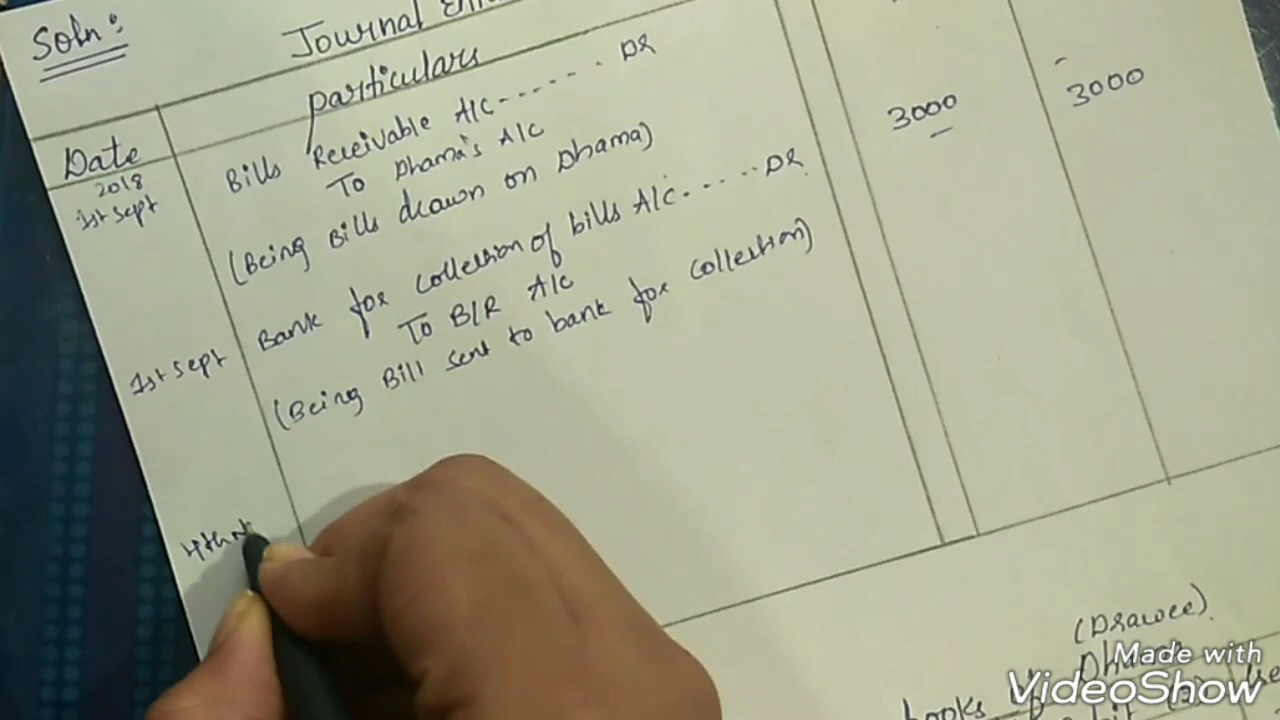 Soln:
Journal
Date
particulars
2018
1st Sept
Bills Receivable A/C------- DR
3000
3000
To Dhama's A/C
(Being Bills drawn on Dhama)
1st Sept
Bank for collection of bills A/C------DR
To B/R A/C
(Being Bill sent to bank for collection)
4th
(Drawee)
books of
Made with
VideoShow